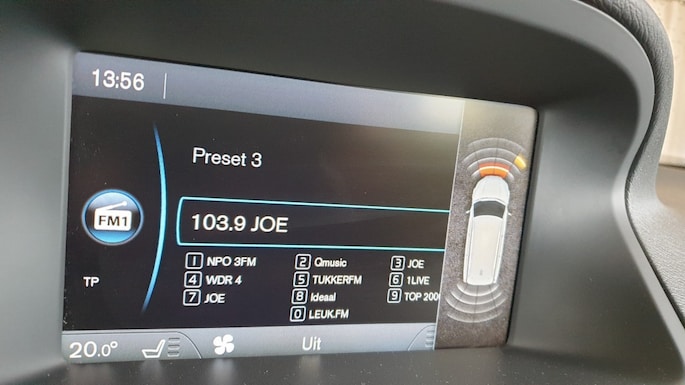 13:56
Preset 3
FM1
103.9 JOE
1 NPO 3FM 2 Qmusic 3 JOE
4 WDR 4 5 TUKKERFM 6 1LIVE
TP
7 JOE 8 Ideaal 9 TOP 200
0 LEUK.FM
20.0° Uit